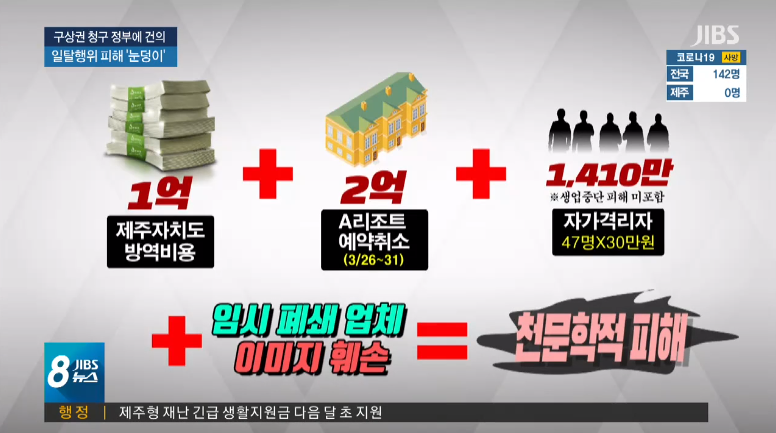 구상권 청구 정부에 건의
일탈행위 피해 '눈덩이'
JIBS
코로나19 사망
전국 142명
제주 0명
1억
제주자치도
방역비용
+
2억
A리조트
예약취소
(3/26~31)
+
1,410만
※생업중단 피해 미포함
자가격리자
47명X30만원
+
임시 폐쇄 업체
이미지 훼손
=
천문학적 피해
8 JIBS
뉴스
행정 | 제주형 재난 긴급 생활지원금 다음 달 초 지원